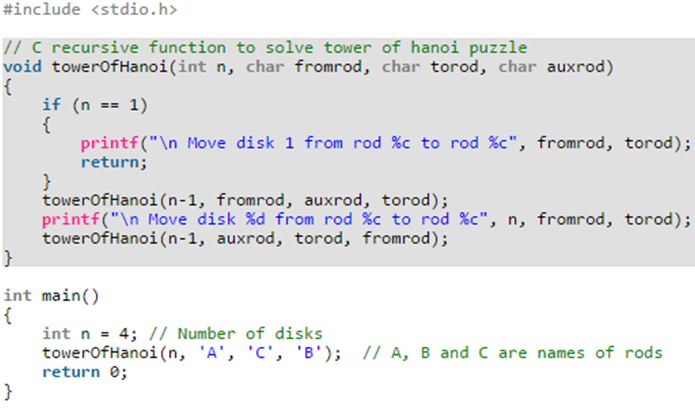 #include <stdio.h>
// C recursive function to solve tower of hanoi puzzle
void towerOfHanoi(int n, char fromrod, char torod, char auxrod)
{
    if (n == 1)
    {
        printf("\n Move disk 1 from rod %c to rod %c", fromrod, torod);
        return;
    }
    towerOfHanoi(n-1, fromrod, auxrod, torod);
    printf("\n Move disk %d from rod %c to rod %c", n, fromrod, torod);
    towerOfHanoi(n-1, auxrod, torod, fromrod);
}
int main()
{
    int n = 4; // Number of disks
    towerOfHanoi(n, 'A', 'C', 'B');  // A, B and C are names of rods
    return 0;
}